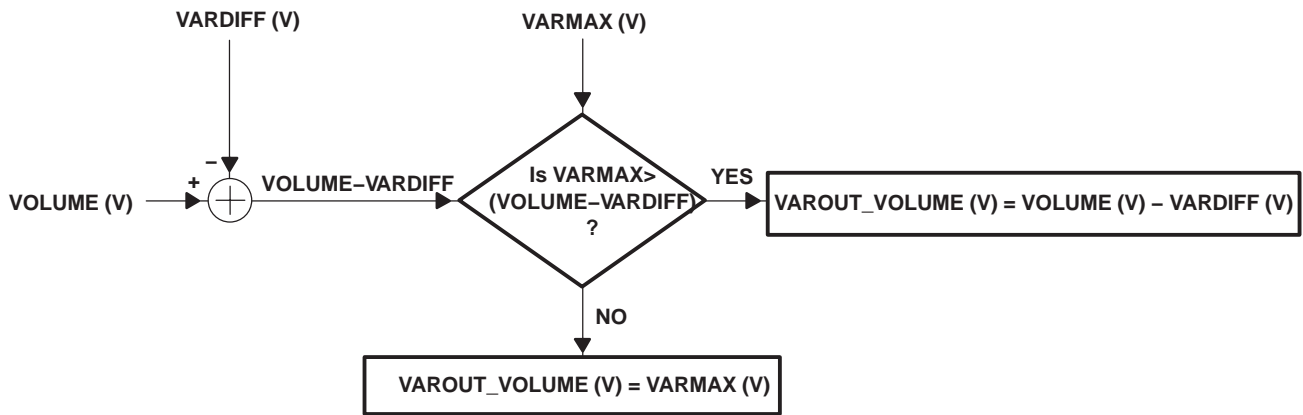 VARDIFF (V)
VARMAX (V)
−
+
VOLUME (V)
VOLUME−VARDIFF
Is VARMAX>
(VOLUME−VARDIFF)
?
YES
VAROUT_VOLUME (V) = VOLUME (V) − VARDIFF (V)
NO
VAROUT_VOLUME (V) = VARMAX (V)